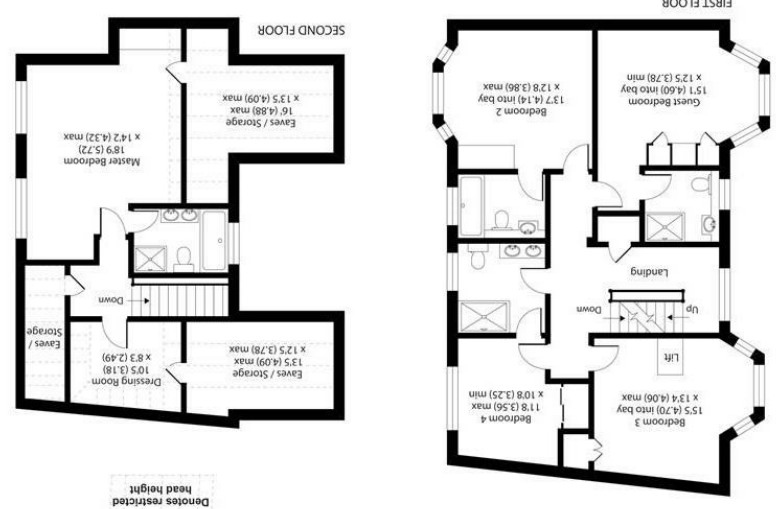 Denotes restricted
head height
Bedroom 3
15'5 (4.70) into bay
x 13'4 (4.06) max
Bedroom 4
11'8 (3.56) max
x 10'8 (3.25) min
Lift
Up
Down
Landing
Guest Bedroom
15'1 (4.60) into bay
x 12'5 (3.78) min
Bedroom 2
13'7 (4.14) into bay
x 12'8 (3.86) max
FIRST FLOOR
Eaves / Storage
13'5 (4.09) max
x 12'5 (3.78) max
Dressing Room
10'5 (3.18)
x 8'3 (2.49)
Eaves /
Storage
Down
Master Bedroom
18'9 (5.72)
x 14'2 (4.32) max
Eaves / Storage
16' (4.88) max
x 13'5 (4.09) max
SECOND FLOOR